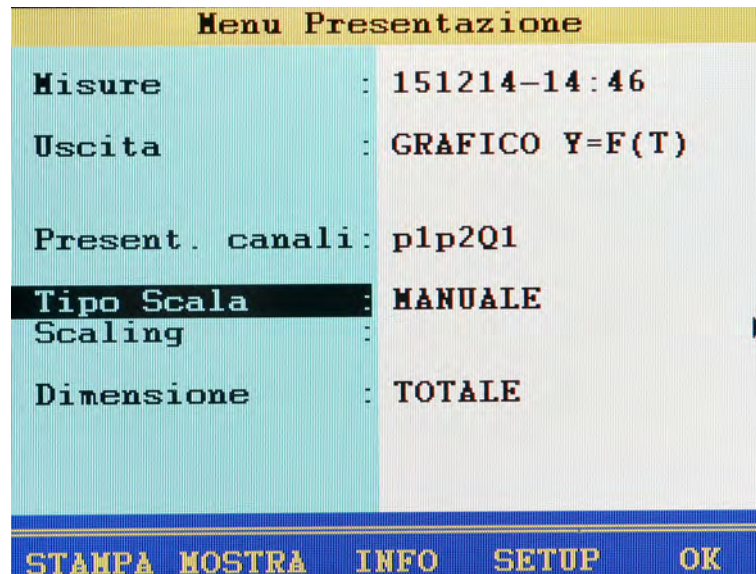 Menu Presentazione
Misure : 151214-14:46
Uscita : GRAFICO Y=F(T)
Present. canali: p1p2Q1
Tipo Scala : MANUALE
Scaling :
Dimensione : TOTALE
STAMPA MOSTRA INFO SETUP OK